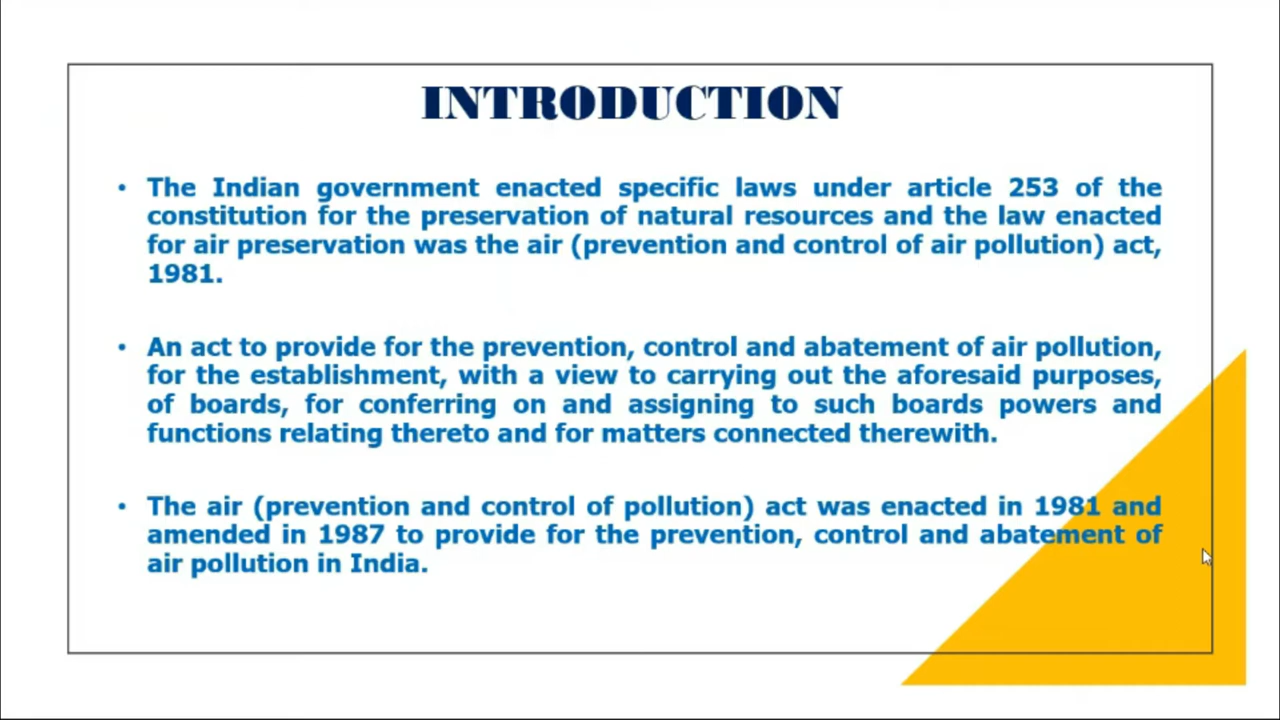 INTRODUCTION
• The Indian government enacted specific laws under article 253 of the
constitution for the preservation of natural resources and the law enacted
for air preservation was the air (prevention and control of air pollution) act,
1981.
• An act to provide for the prevention, control and abatement of air pollution,
for the establishment, with a view to carrying out the aforesaid purposes,
of boards, for conferring on and assigning to such boards powers and
functions relating thereto and for matters connected therewith.
• The air (prevention and control of pollution) act was enacted in 1981 and
amended in 1987 to provide for the prevention, control and abatement of
air pollution in India.